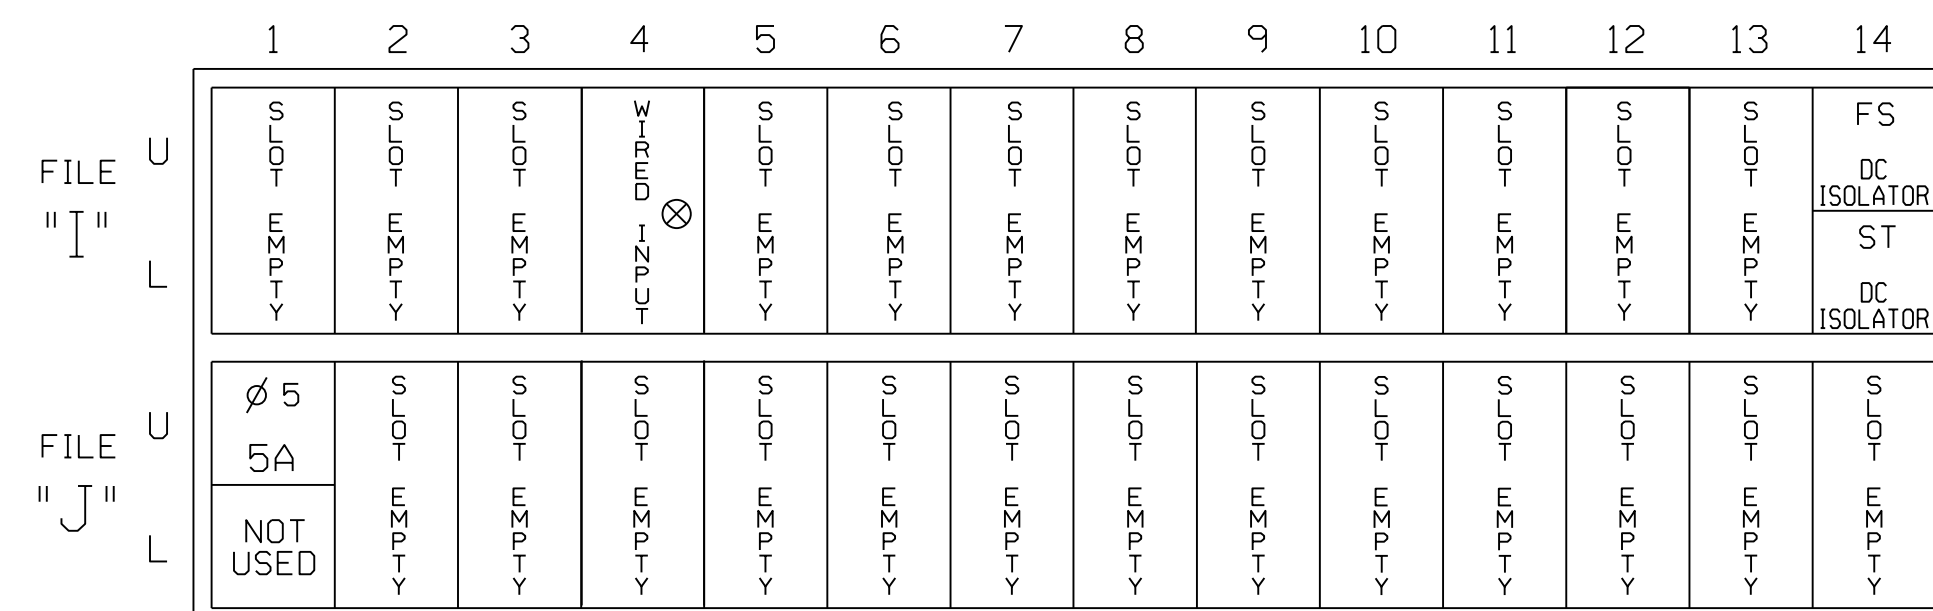 1 2 3 4 5 6 7 8 9 10 11 12 13 14
FILE "I"
U
L
SLOT EMPTY
SLOT EMPTY
SLOT EMPTY
WIRED INPUT
SLOT EMPTY
SLOT EMPTY
SLOT EMPTY
SLOT EMPTY
SLOT EMPTY
SLOT EMPTY
SLOT EMPTY
SLOT EMPTY
SLOT EMPTY
FS
DC
ISOLATOR
ST
DC
ISOLATOR
FILE "J"
U
L
Ø 5
5A
NOT
USED
SLOT EMPTY
SLOT EMPTY
SLOT EMPTY
SLOT EMPTY
SLOT EMPTY
SLOT EMPTY
SLOT EMPTY
SLOT EMPTY
SLOT EMPTY
SLOT EMPTY
SLOT EMPTY
SLOT EMPTY
SLOT EMPTY